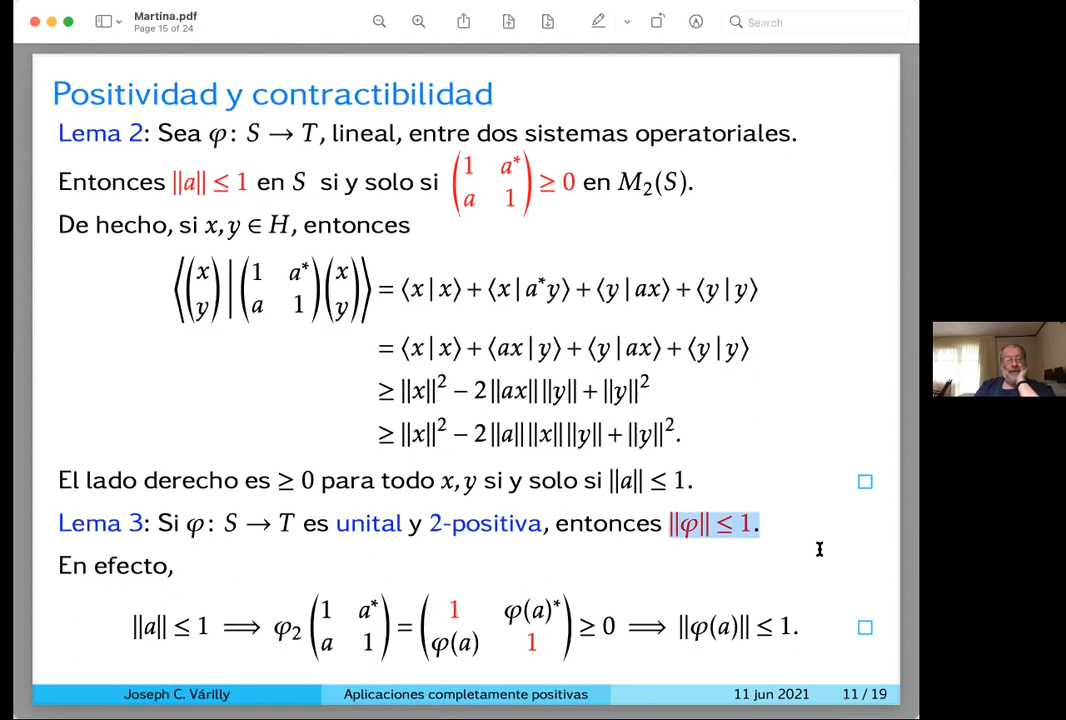 Martina.pdf
Page 15 of 24
Search
Positividad y contractibilidad
Lema 2: Sea φ: S → T, lineal, entre dos sistemas operatoriales.
Entonces ||a|| ≤ 1 en S si y solo si (1 a* / a 1) ≥ 0 en M₂(S).
De hecho, si x, y ∈ H, entonces
⟨(x / y) | (1 a* / a 1)(x / y)⟩ = ⟨x | x⟩ + ⟨x | a*y⟩ + ⟨y | ax⟩ + ⟨y | y⟩
= ⟨x | x⟩ + ⟨ax | y⟩ + ⟨y | ax⟩ + ⟨y | y⟩
≥ ||x||² − 2 ||ax|| ||y|| + ||y||²
≥ ||x||² − 2 ||a|| ||x|| ||y|| + ||y||².
El lado derecho es ≥ 0 para todo x, y si y solo si ||a|| ≤ 1. □
Lema 3: Si φ: S → T es unital y 2-positiva, entonces ||φ|| ≤ 1.
En efecto,
||a|| ≤ 1 ⟹ φ₂ (1 a* / a 1) = (1 φ(a)* / φ(a) 1) ≥ 0 ⟹ ||φ(a)|| ≤ 1. □
Joseph C. Várilly Aplicaciones completamente positivas 11 jun 2021 11 / 19